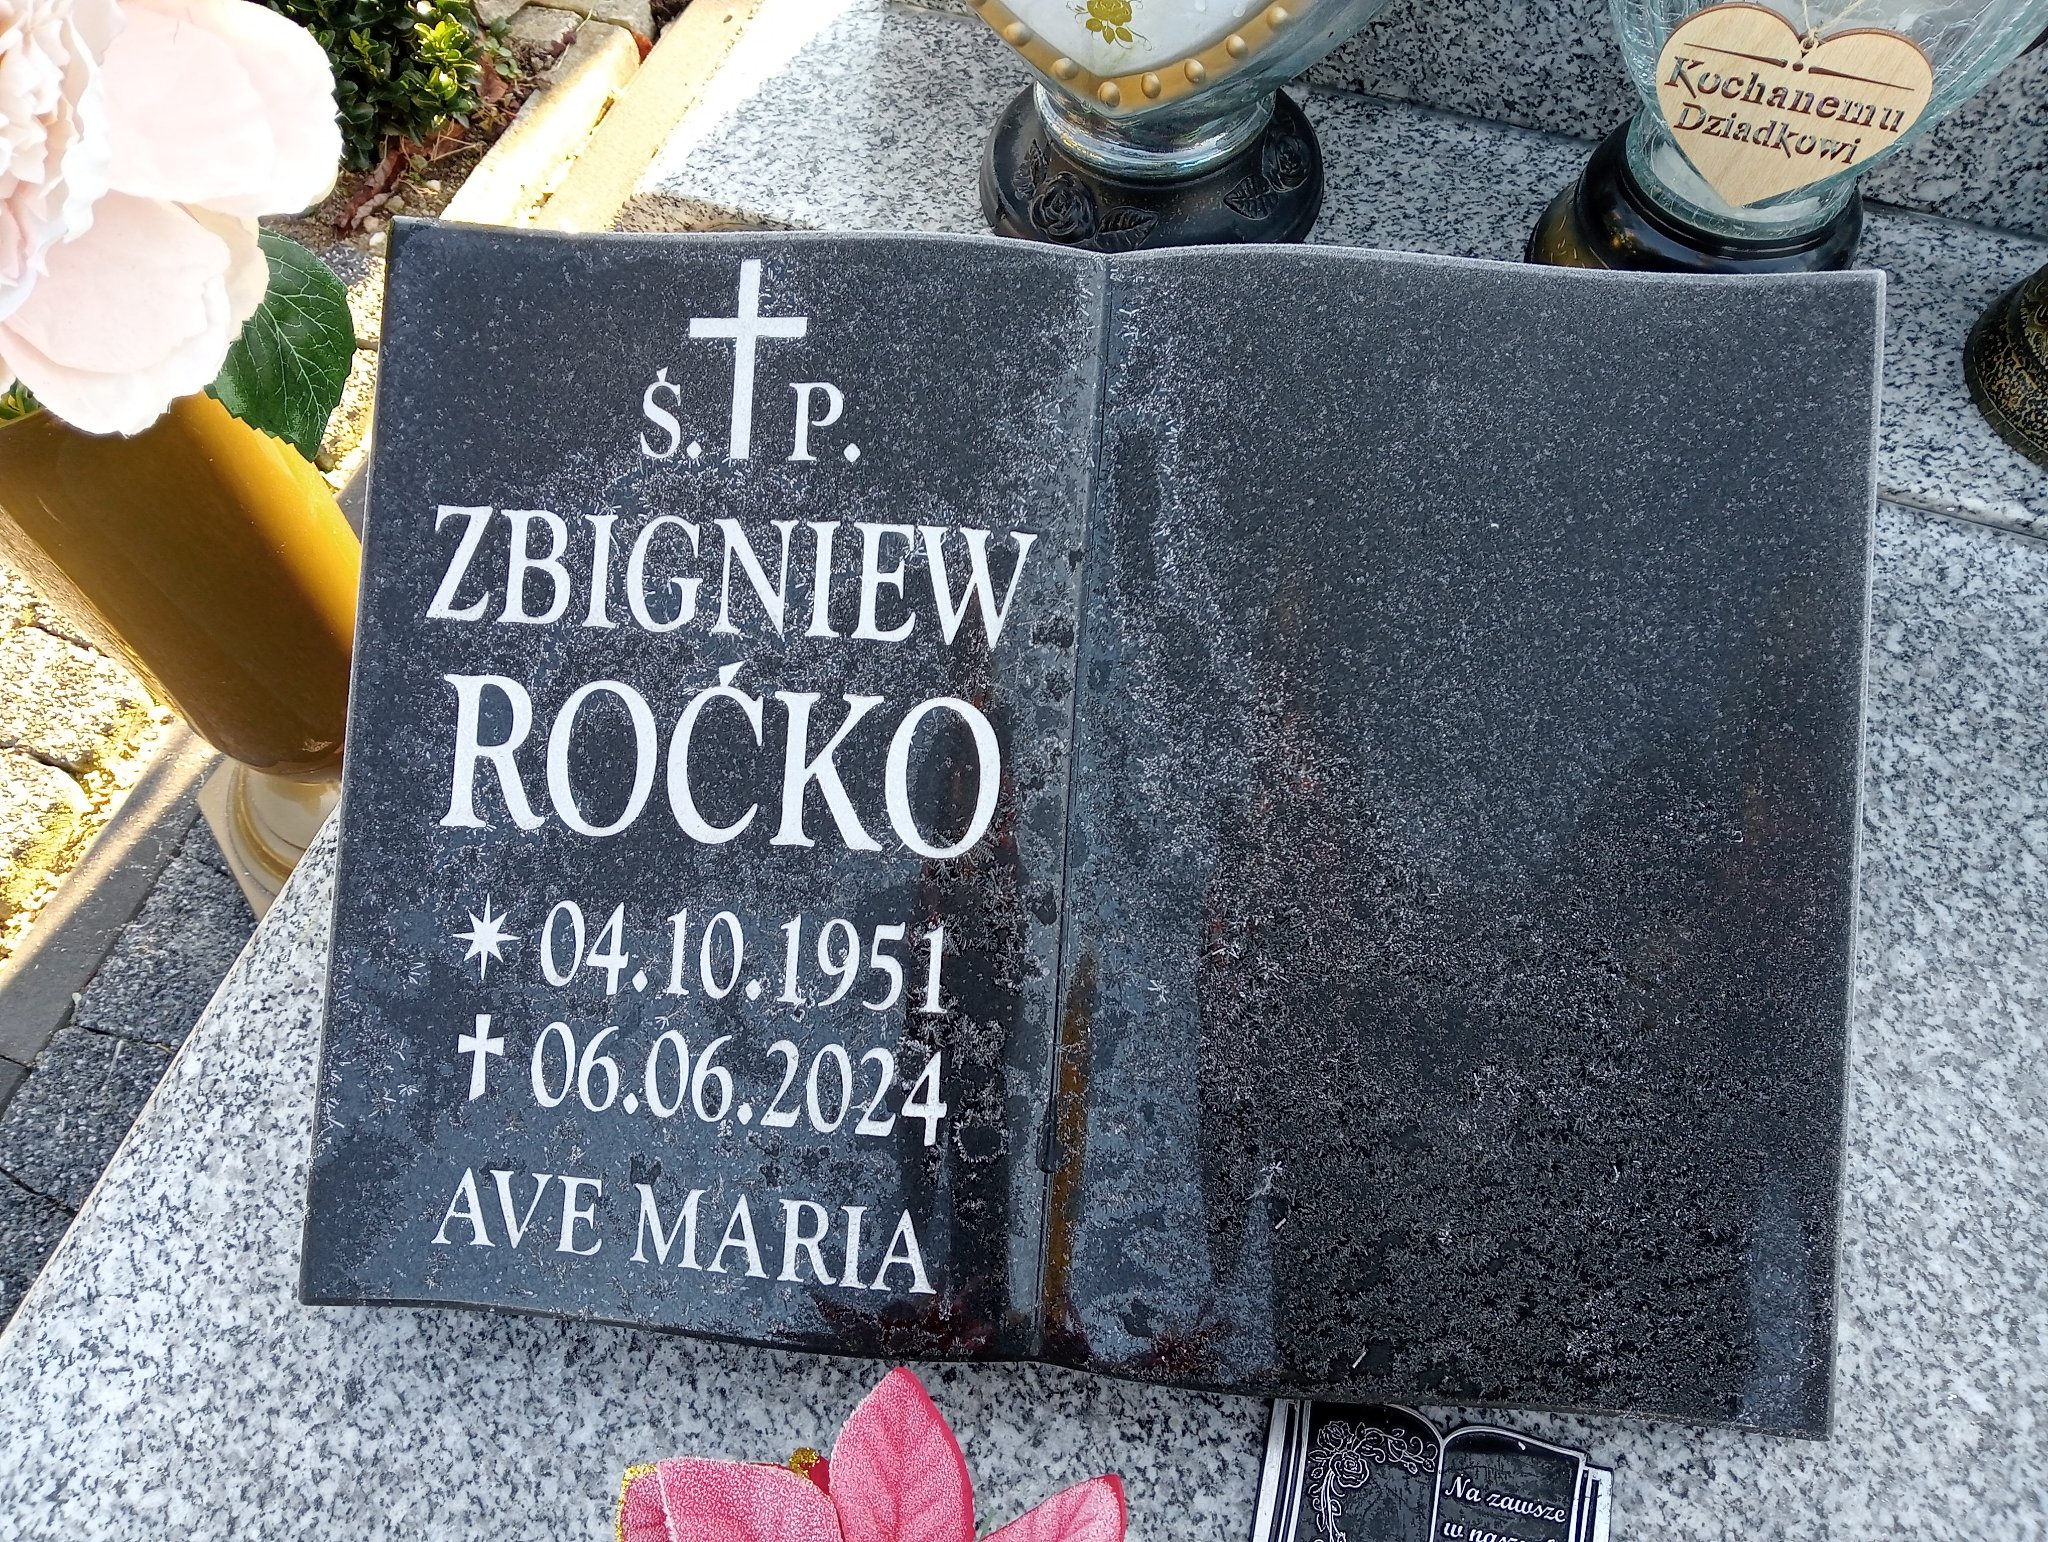 Kochanemu
Dziadkowi
Ś. P.
ZBIGNIEW
ROĆKO
04.10.1951
06.06.2024
AVE MARIA
Na zawsze
w